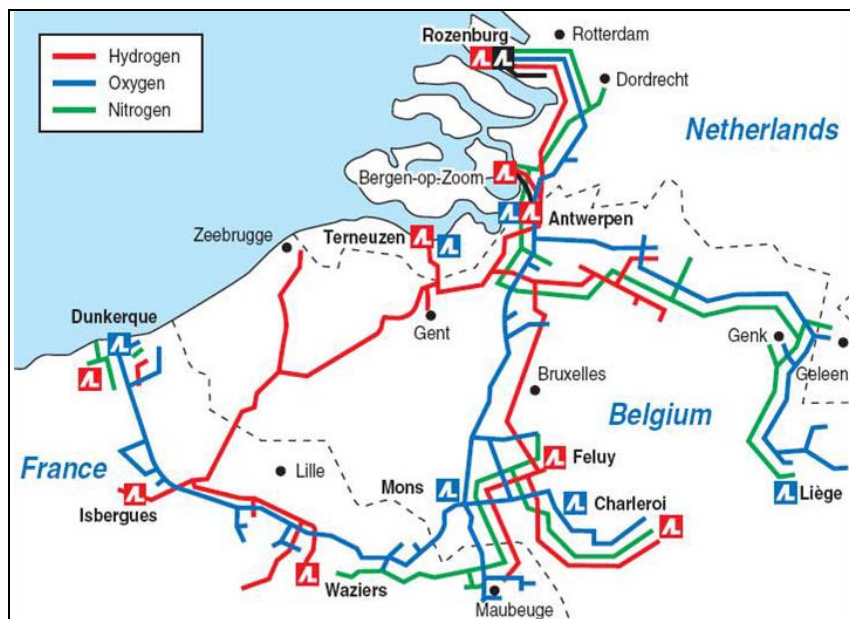 Hydrogen
Oxygen
Nitrogen
Rozenburg
Rotterdam
Dordrecht
Netherlands
Bergen-op-Zoom
Antwerpen
Zeebrugge
Terneuzen
Dunkerque
Gent
Genk
Geleen
Bruxelles
Belgium
France
Lille
Mons
Feluy
Isbergues
Charleroi
Liège
Waziers
Maubeuge